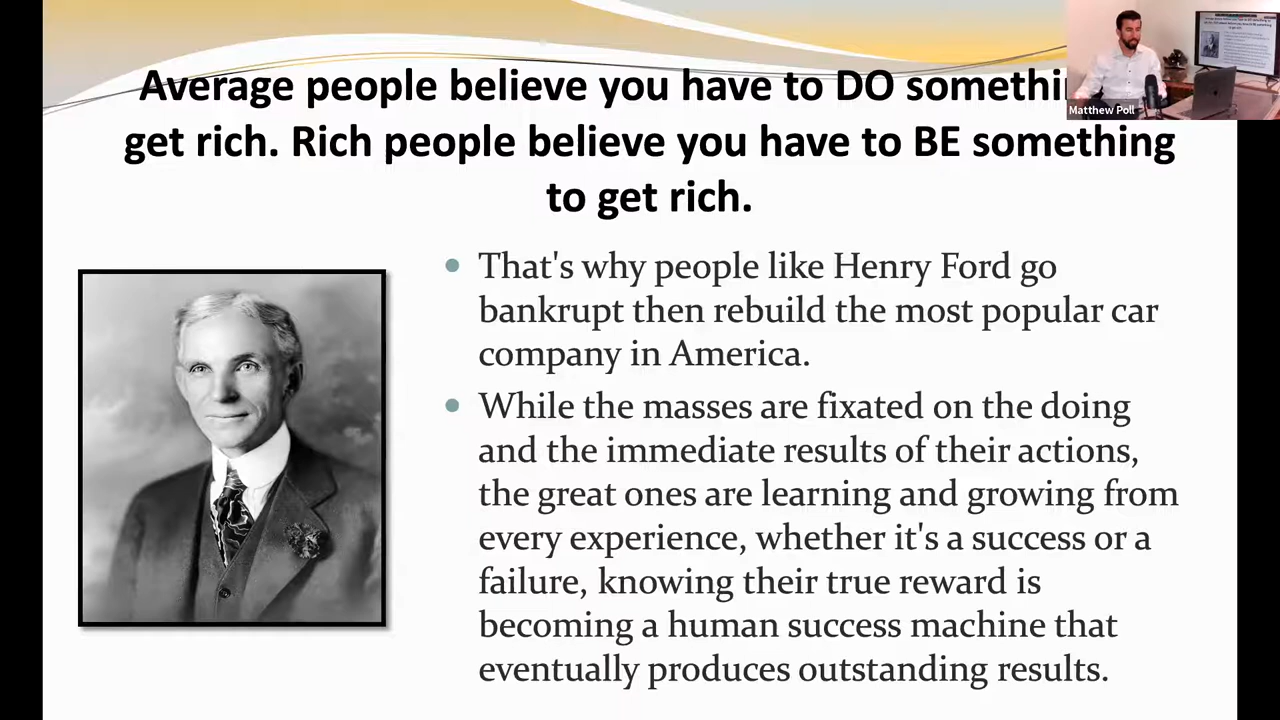 Average people believe you have to DO
get rich. Rich people believe you have to BE something
to get rich.
Matthew Poll
That's why people like Henry Ford go
bankrupt then rebuild the most popular car
company in America.
While the masses are fixated on the doing
and the immediate results of their actions,
the great ones are learning and growing from
every experience, whether it's a success or a
failure, knowing their true reward is
becoming a human success machine that
eventually produces outstanding results.